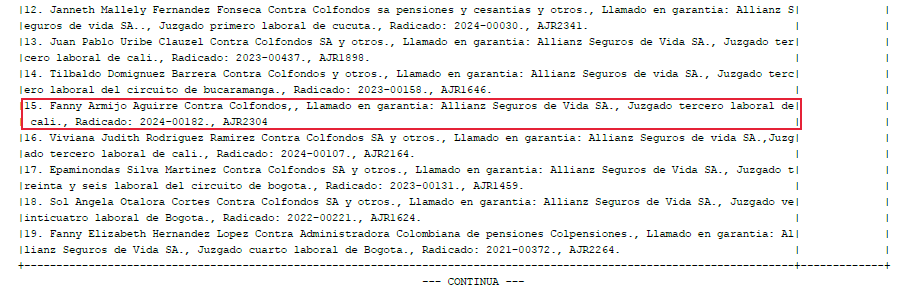 |12. Janneth Mallely Fernandez Fonseca Contra Colfondos sa pensiones y cesantias y otros., Llamado en garantia: Allianz S|
|eguros de vida SA.., Juzgado primero laboral de cucuta., Radicado: 2024-00030., AJR2341.
|13. Juan Pablo Uribe Clauzel Contra Colfondos SA y otros., Llamado en garantia: Allianz Seguros de Vida SA., Juzgado ter|
|cero laboral de cali., Radicado: 2023-00437., AJR1898.
|14. Tilbaldo Domignuez Barrera Contra Colfondos y otros., Llamado en garantia: Allianz Seguros de vida SA., Juzgado terc|
|ero laboral del circuito de bucaramanga., Radicado: 2023-00158., AJR1646.
|15. Fanny Armijo Aguirre Contra Colfondos,, Llamado en garantia: Allianz Seguros de Vida SA., Juzgado tercero laboral de|
| cali., Radicado: 2024-00182., AJR2304
|16. Viviana Judith Rodriguez Ramirez Contra Colfondos SA y otros., Llamado en garantia: Allianz Seguros de vida SA.,Juzg|
|ado tercero laboral de cali., Radicado: 2024-00107., AJR2164.
|17. Epaminondas Silva Martinez Contra Colfondos SA y otros., Llamado en garantia: Allianz Seguros de Vida SA., Juzgado t|
|reinta y seis laboral del circuito de bogota., Radicado: 2023-00131., AJR1459.
|18. Sol Angela Otalora Cortes Contra Colfondos SA y otros., Llamado en garantia: Allianz Seguros de Vida SA., Juzgado ve|
|inticuatro laboral de Bogota., Radicado: 2022-00221., AJR1624.
|19. Fanny Elizabeth Hernandez Lopez Contra Administradora Colombiana de pensiones Colpensiones., Llamado en garantia: Al|
|lianz Seguros de Vida SA., Juzgado cuarto laboral de Bogota., Radicado: 2021-00372., AJR2264.
--- CONTINUA ---